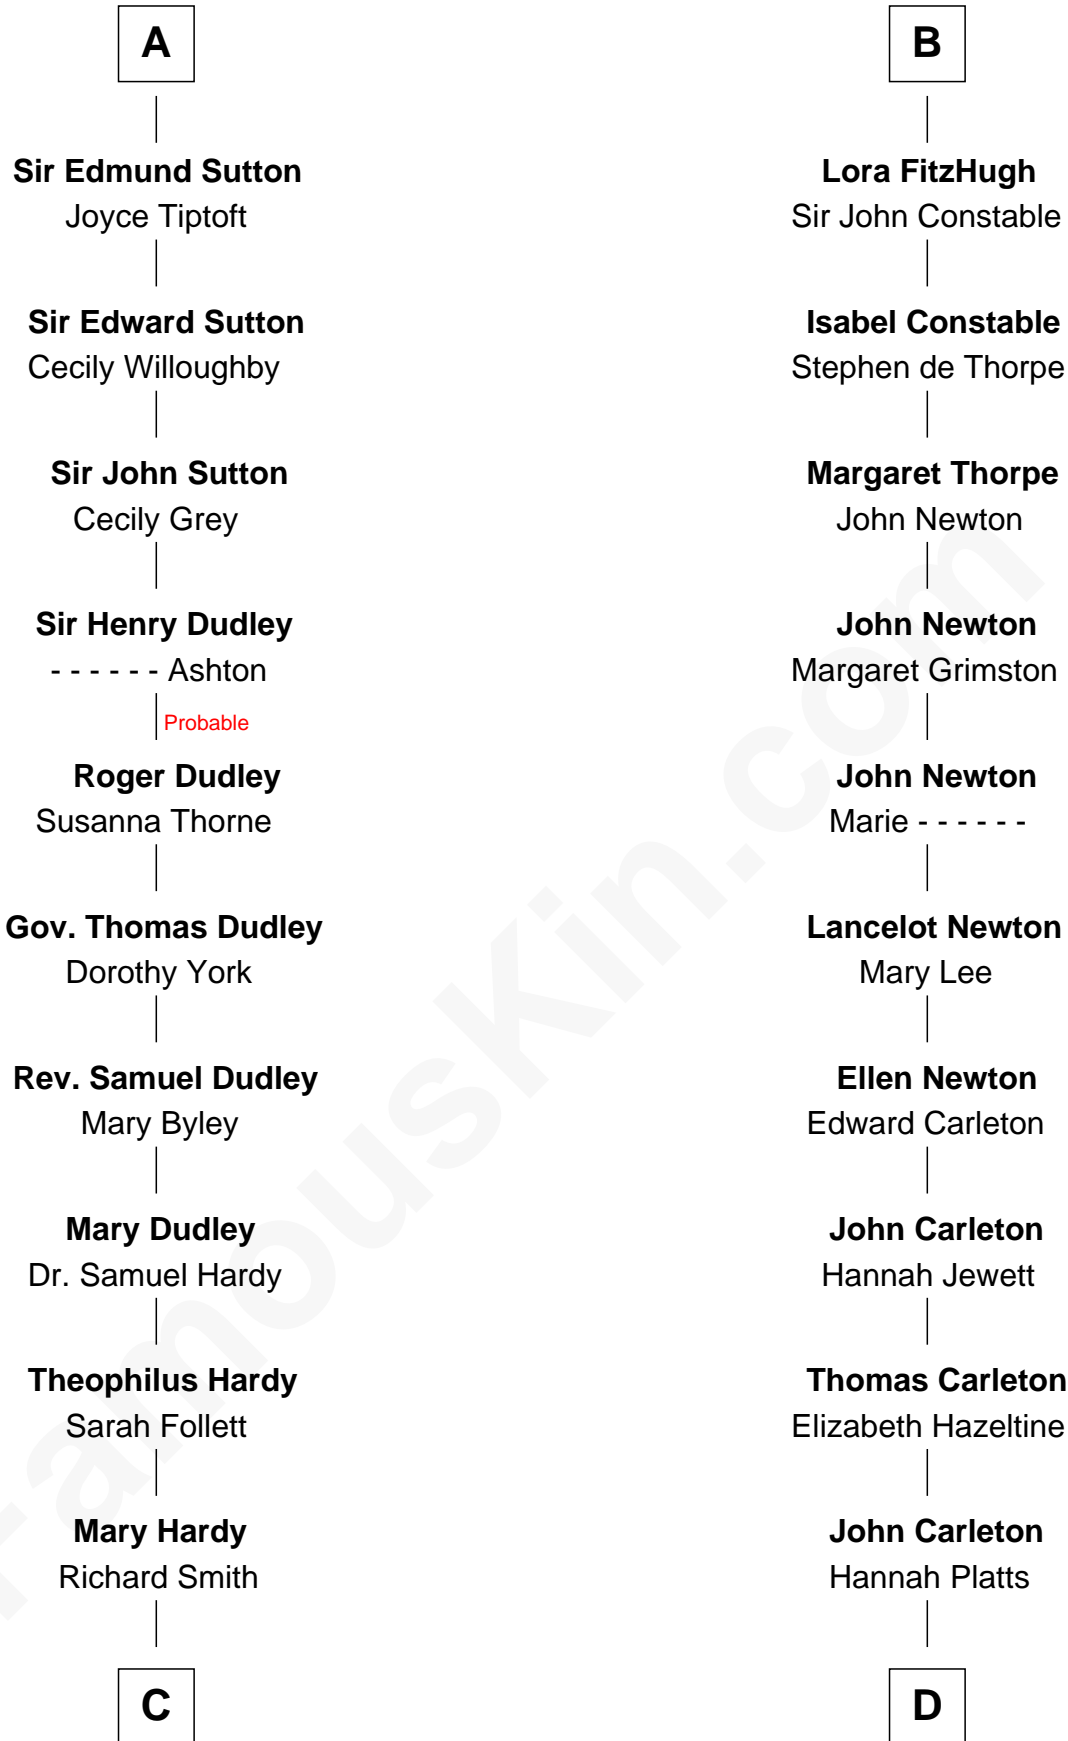 A
Sir Edmund Sutton
Joyce Tiptoft
Sir Edward Sutton
Cecily Willoughby
Sir John Sutton
Cecily Grey
Sir Henry Dudley
- - - - - - Ashton
Probable
Roger Dudley
Susanna Thorne
Gov. Thomas Dudley
Dorothy York
Rev. Samuel Dudley
Mary Byley
Mary Dudley
Dr. Samuel Hardy
Theophilus Hardy
Sarah Follett
Mary Hardy
Richard Smith
C
B
Lora FitzHugh
Sir John Constable
Isabel Constable
Stephen de Thorpe
Margaret Thorpe
John Newton
John Newton
Margaret Grimston
John Newton
Marie - - - - - -
Lancelot Newton
Mary Lee
Ellen Newton
Edward Carleton
John Carleton
Hannah Jewett
Thomas Carleton
Elizabeth Hazeltine
John Carleton
Hannah Platts
D
FamousKin.com